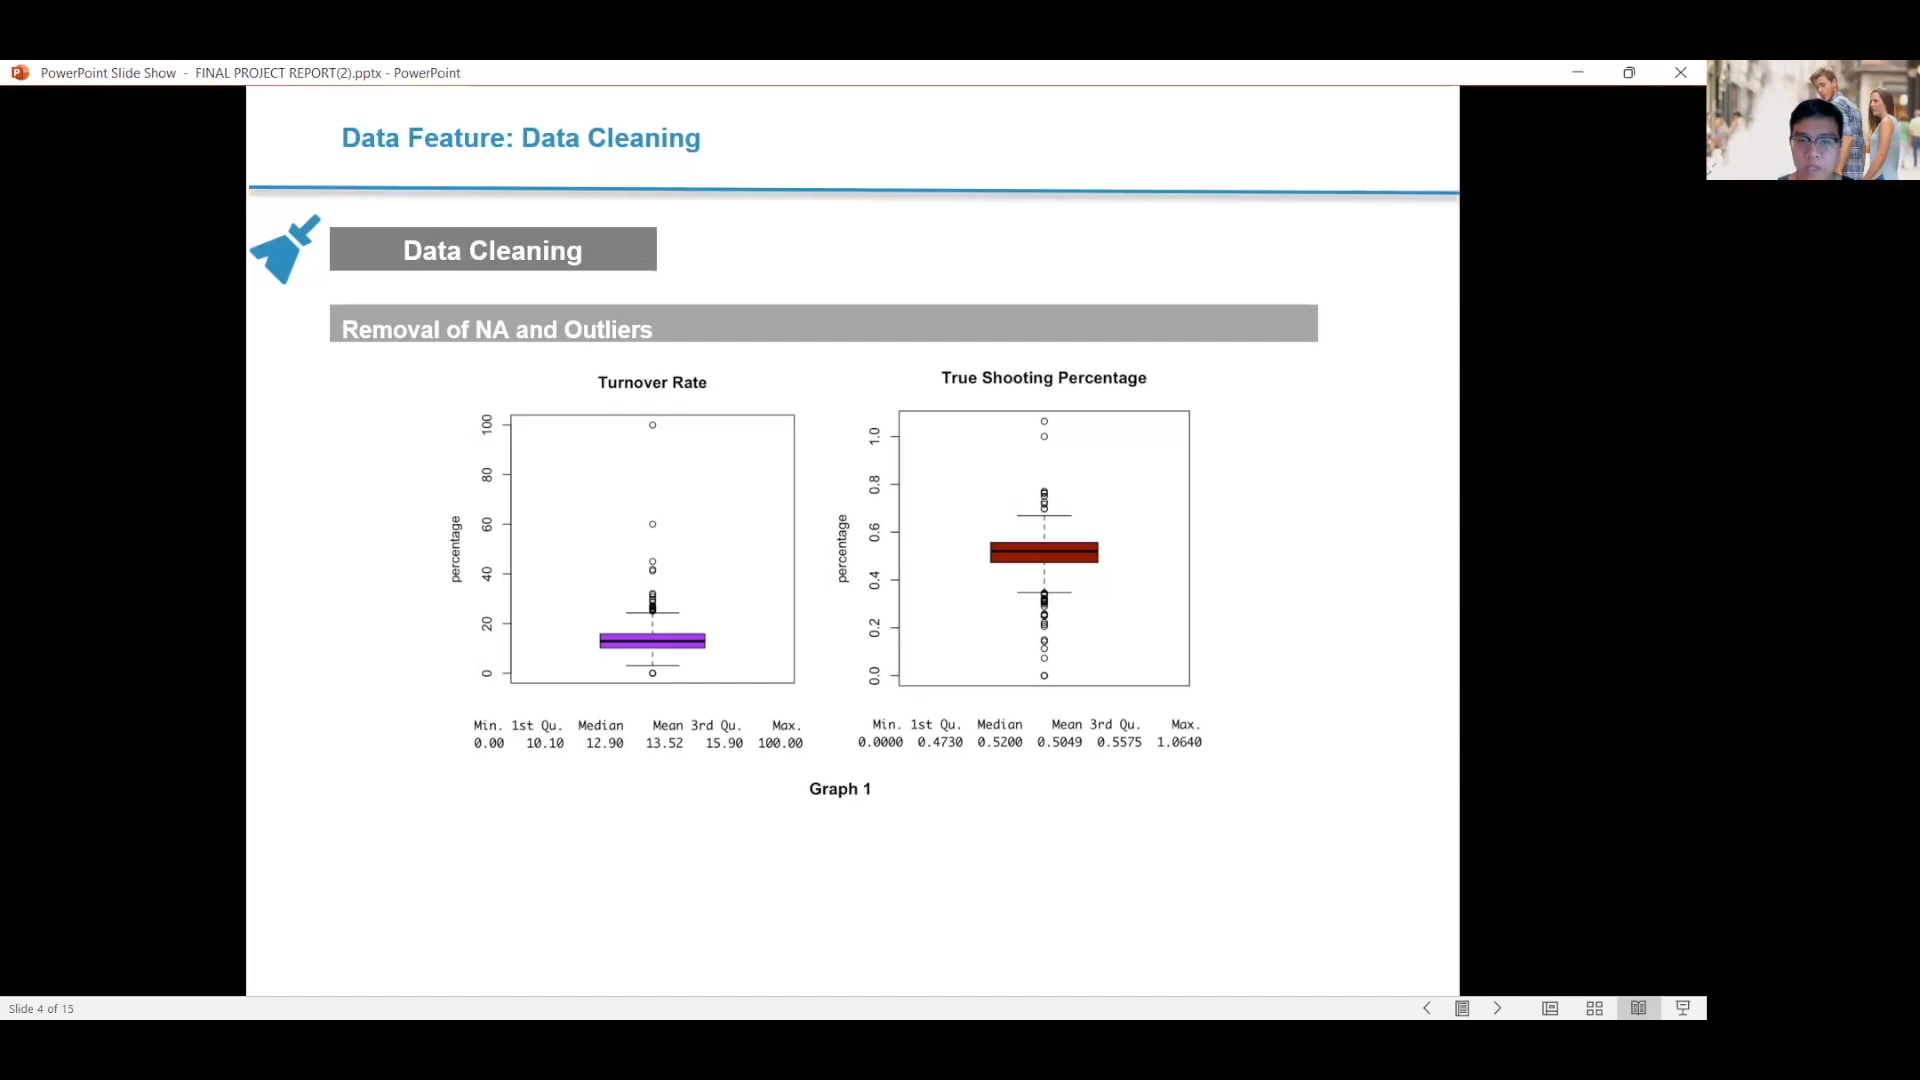 PowerPoint Slide Show - FINAL PROJECT REPORT(2).pptx - PowerPoint
Data Feature: Data Cleaning
Data Cleaning
Removal of NA and Outliers
Turnover Rate
percentage
100
80
60
40
20
0
Min. 1st Qu. Median Mean 3rd Qu. Max.
0.00 10.10 12.90 13.52 15.90 100.00
True Shooting Percentage
percentage
1.0
0.8
0.6
0.4
0.2
0.0
Min. 1st Qu. Median Mean 3rd Qu. Max.
0.0000 0.4730 0.5200 0.5049 0.5575 1.0640
Graph 1
Slide 4 of 15